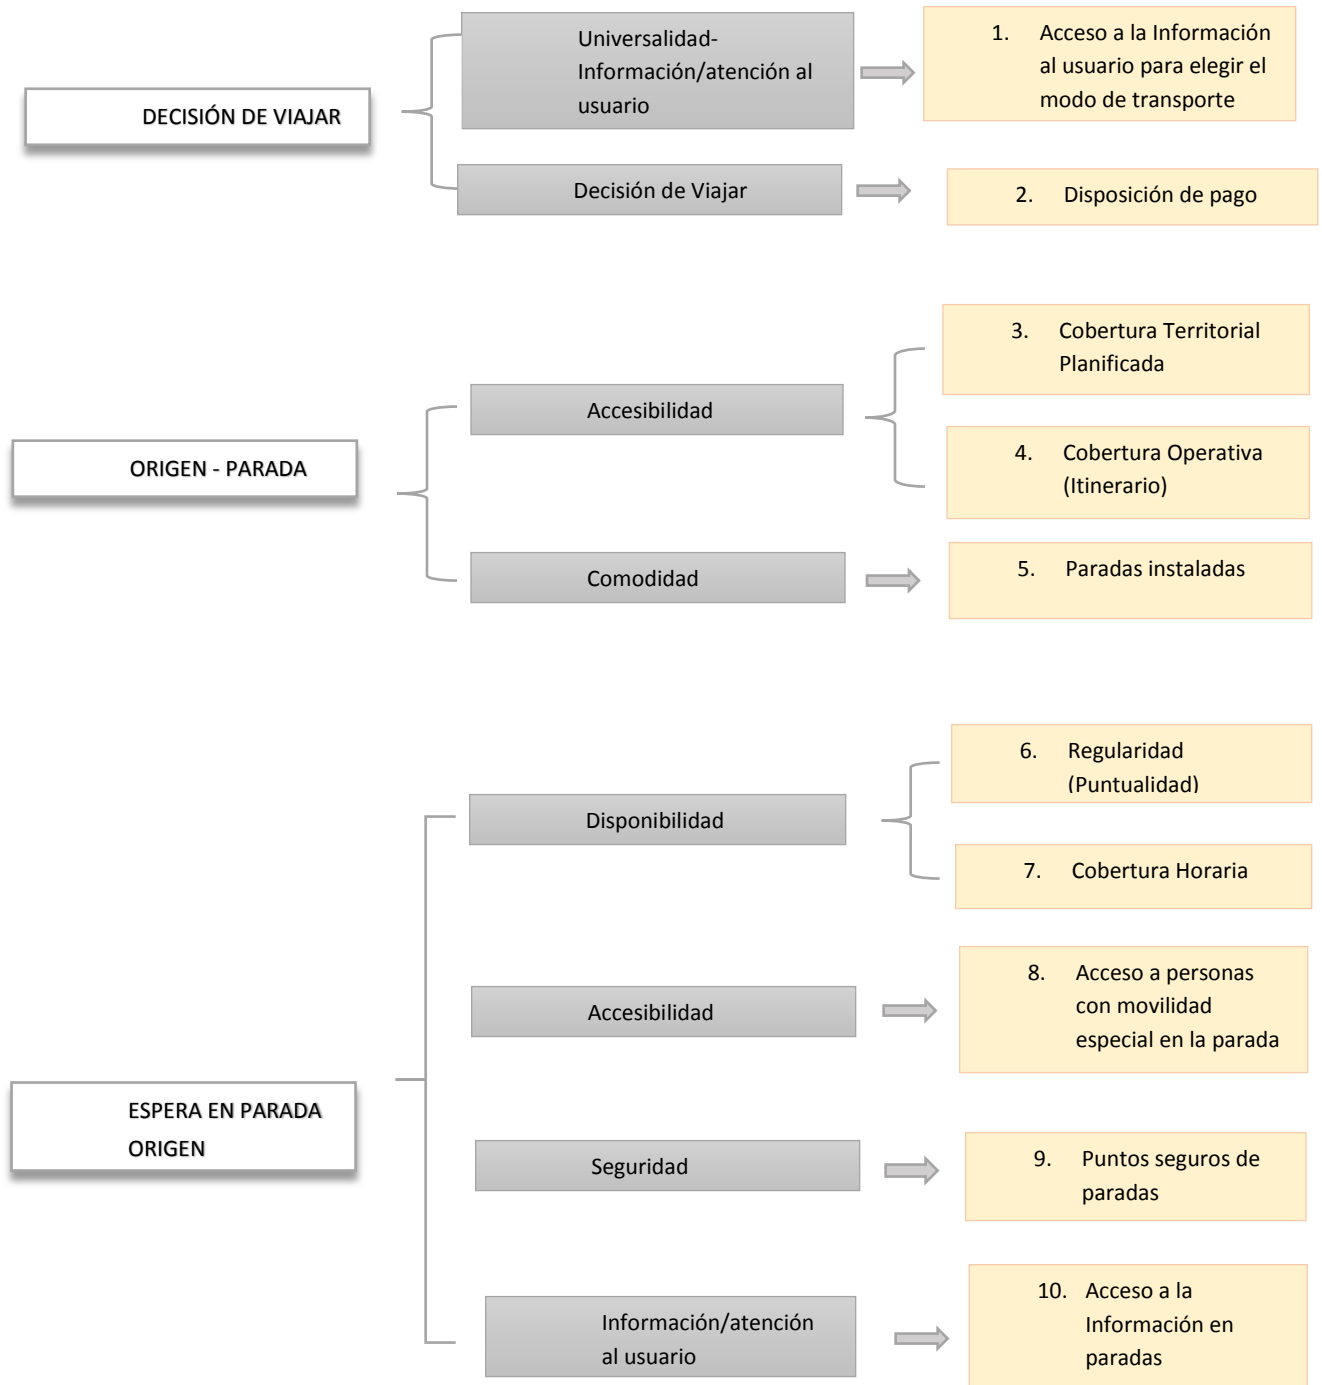 DECISIÓN DE VIAJAR
Universalidad-
Información/atención al
usuario
1. Acceso a la Información
al usuario para elegir el
modo de transporte
Decisión de Viajar
2. Disposición de pago
ORIGEN - PARADA
Accesibilidad
3. Cobertura Territorial
Planificada
4. Cobertura Operativa
(Itinerario)
Comodidad
5. Paradas instaladas
ESPERA EN PARADA
ORIGEN
Disponibilidad
6. Regularidad
(Puntualidad)
7. Cobertura Horaria
Accesibilidad
8. Acceso a personas
con movilidad
especial en la parada
Seguridad
9. Puntos seguros de
paradas
Información/atención
al usuario
10. Acceso a la
Información en
paradas